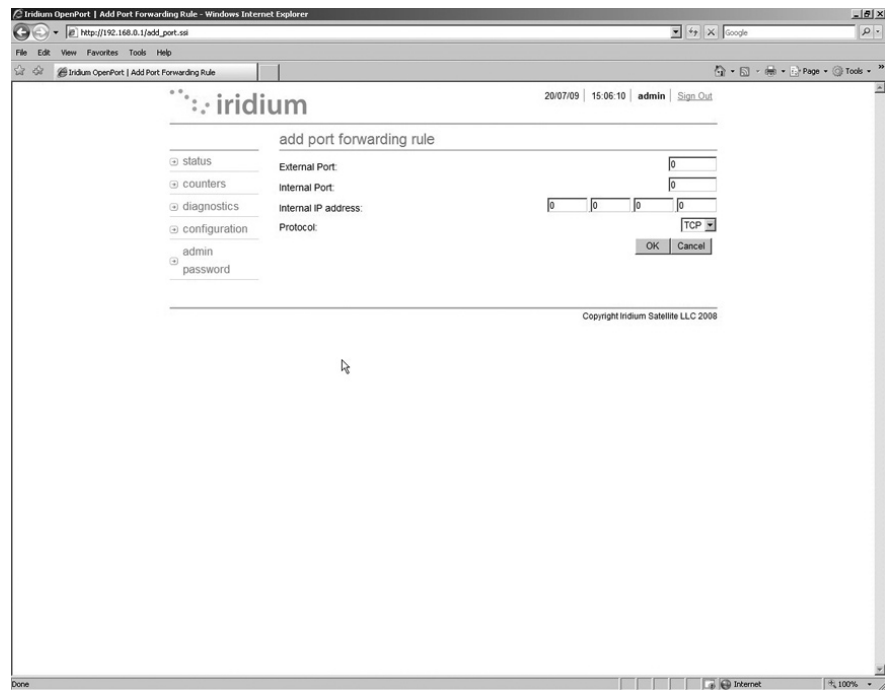 Iridium OpenPort | Add Port Forwarding Rule - Windows Internet Explorer
http://192.168.0.1/add_port.ssi
Google
File Edit View Favorites Tools Help
Iridium OpenPort | Add Port Forwarding Rule
Page Tools
iridium
20/07/09 15:06:10 admin Sign Out
add port forwarding rule
status
counters
diagnostics
configuration
admin
password
External Port: 0
Internal Port: 0
Internal IP address: 0 0 0 0
Protocol: TCP
OK Cancel
Copyright Iridium Satellite LLC 2008
Done
Internet
100%